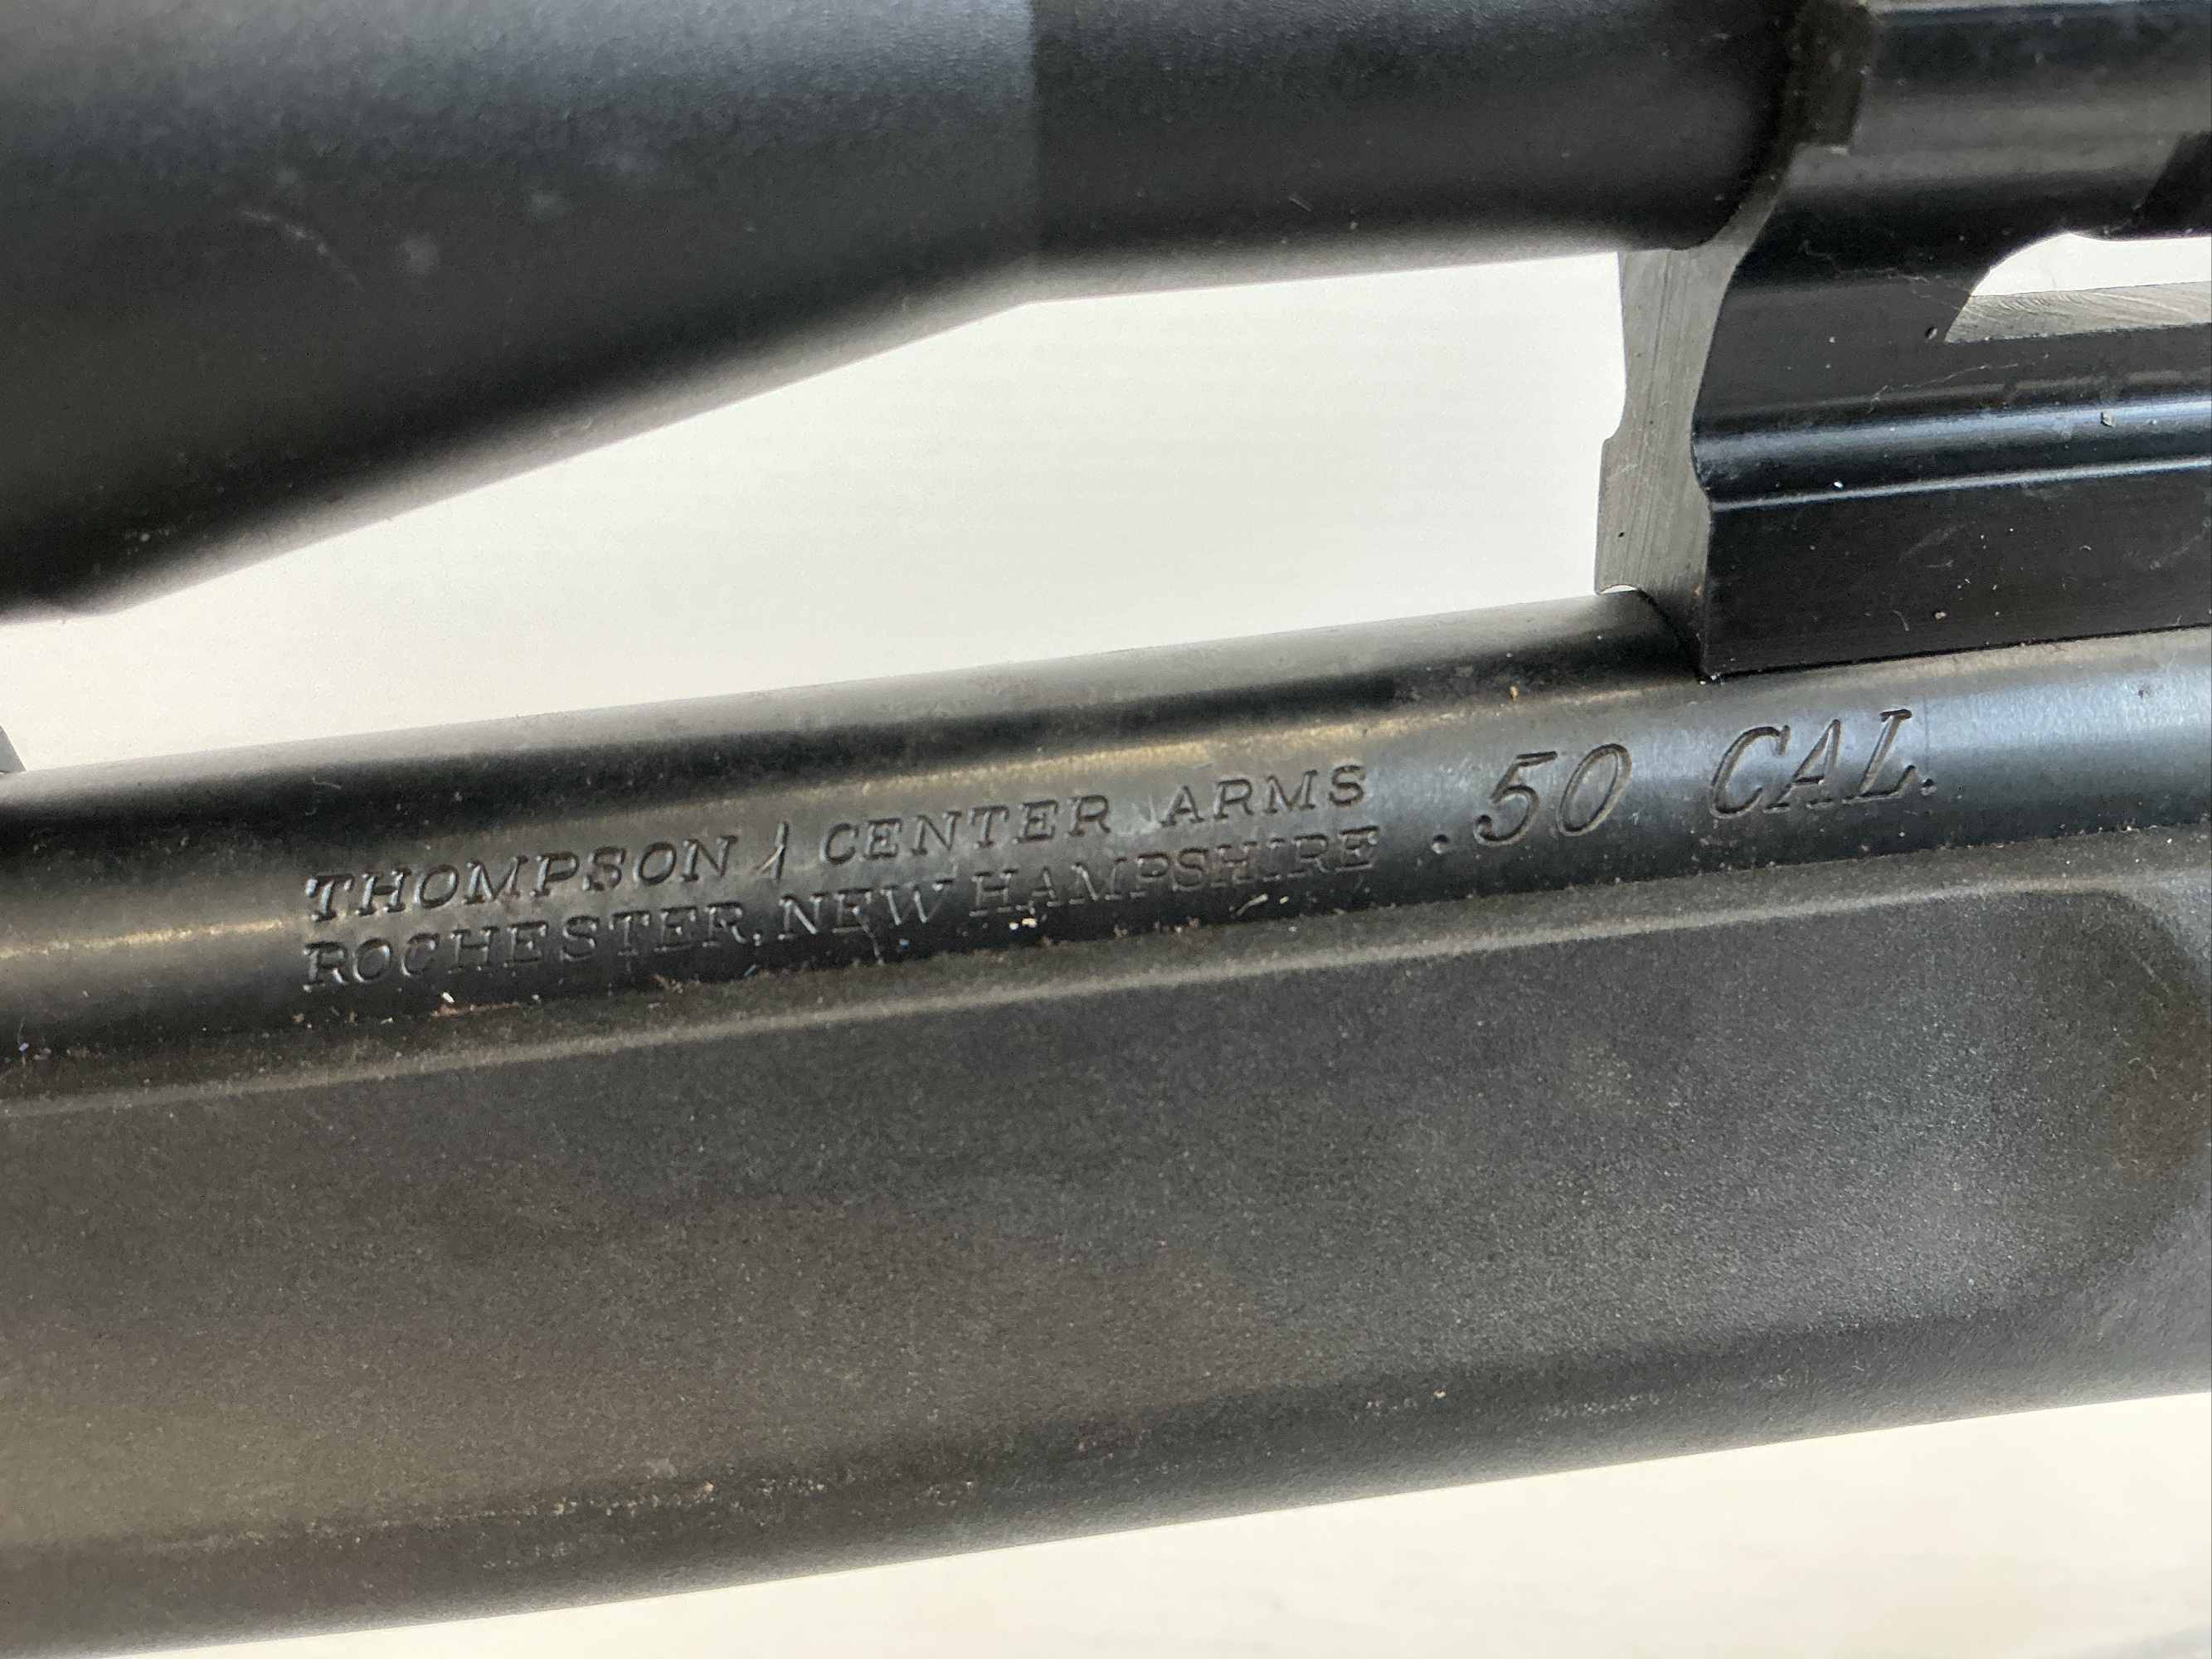 THOMPSON / CENTER ARMS
ROCHESTER, NEW HAMPSHIRE
.50 CAL.